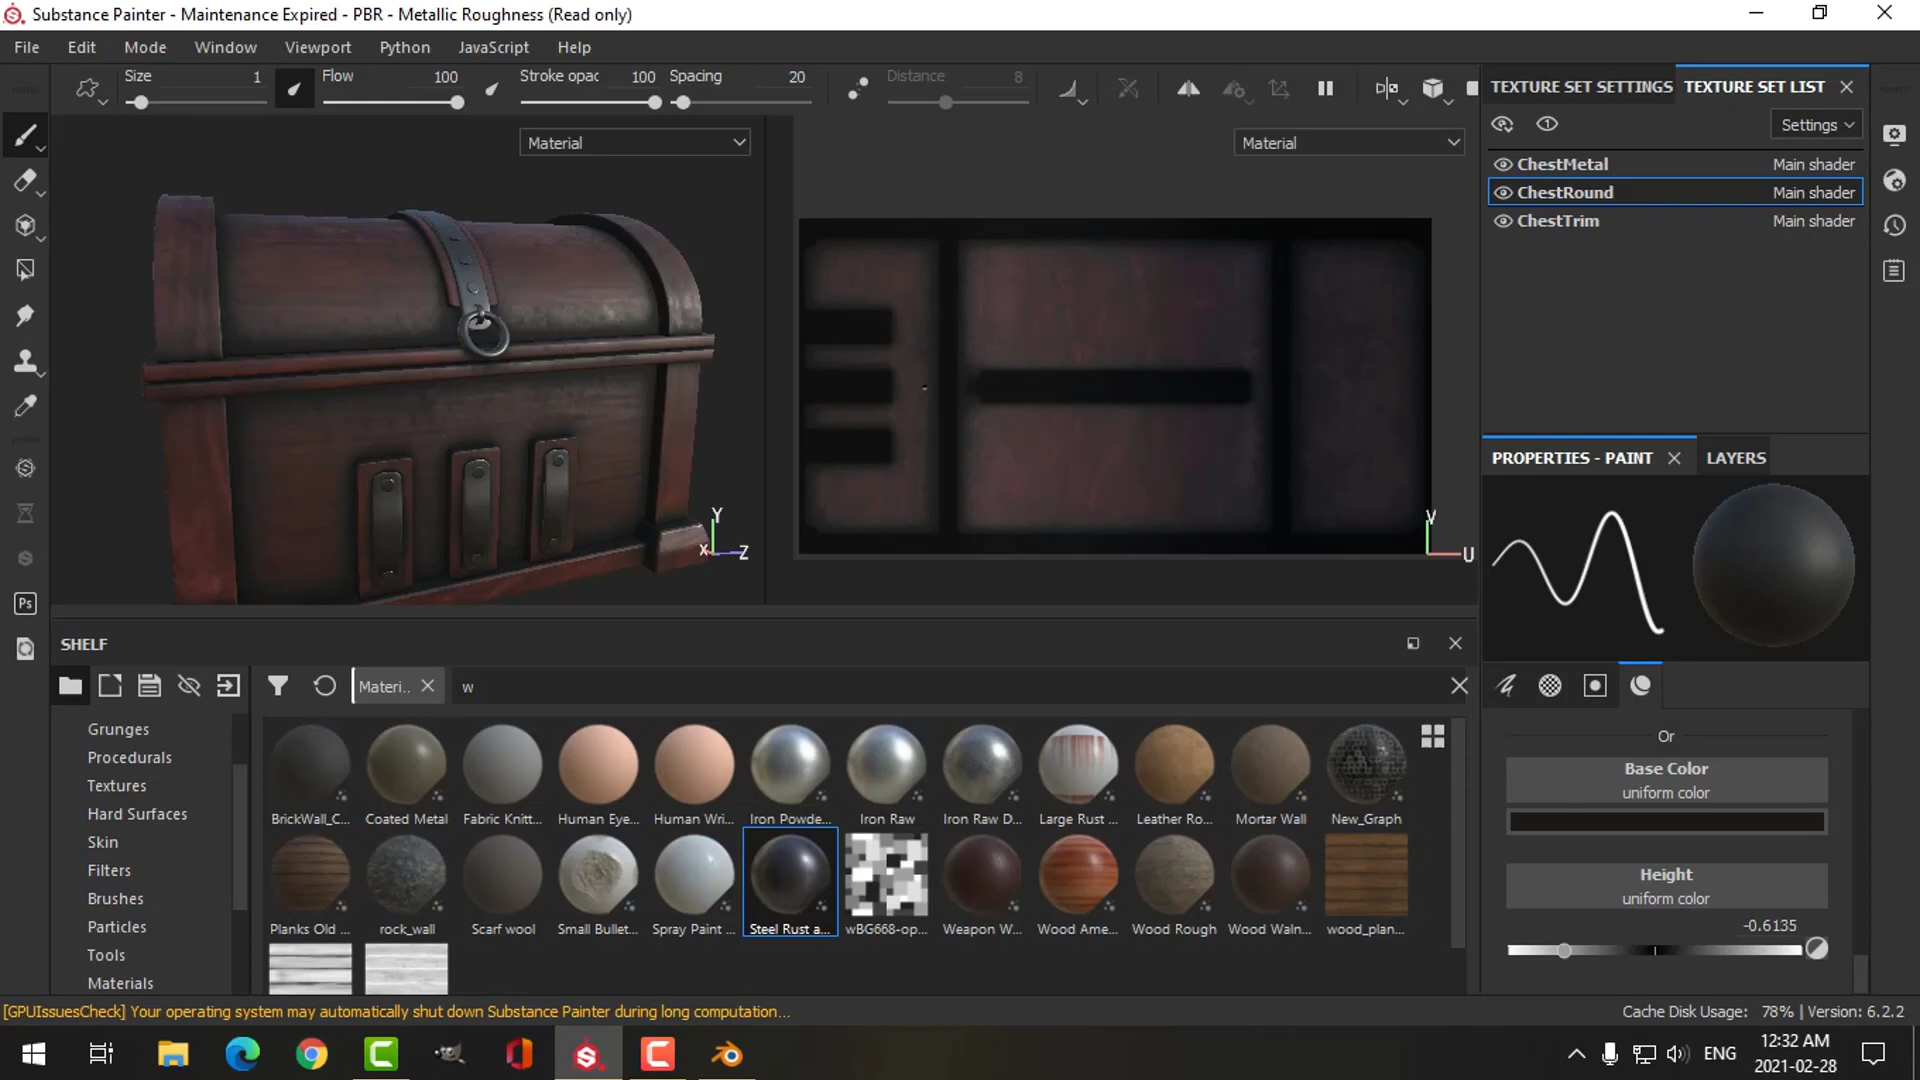 Substance Painter - Maintenance Expired - PBR - Metallic Roughness (Read only)
File Edit Mode Window Viewport Python JavaScript Help
Size 1 Flow 100 Stroke opac 100 Spacing 20 Distance 8
TEXTURE SET SETTINGS TEXTURE SET LIST
Settings
Material
Material
ChestMetal Main shader
ChestRound Main shader
ChestTrim Main shader
PROPERTIES - PAINT LAYERS
Y
X
Z
V
U
Ps
SHELF
Materi.. w
Grunges
Procedurals
Textures
Hard Surfaces
Skin
Filters
Brushes
Particles
Tools
Materials
BrickWall_C... Coated Metal Fabric Knitt... Human Eye... Human Wri... Iron Powde... Iron Raw Iron Raw D... Large Rust ... Leather Ro... Mortar Wall New_Graph
Planks Old ... rock_wall Scarf wool Small Bullet... Spray Paint ... Steel Rust a... wBG668-op... Weapon W... Wood Ame... Wood Rough Wood Waln... wood_plan...
Or
Base Color
uniform color
Height
uniform color
-0.6135
[GPUIssuesCheck] Your operating system may automatically shut down Substance Painter during long computation...
Cache Disk Usage: 78% | Version: 6.2.2
ENG
12:32 AM
2021-02-28